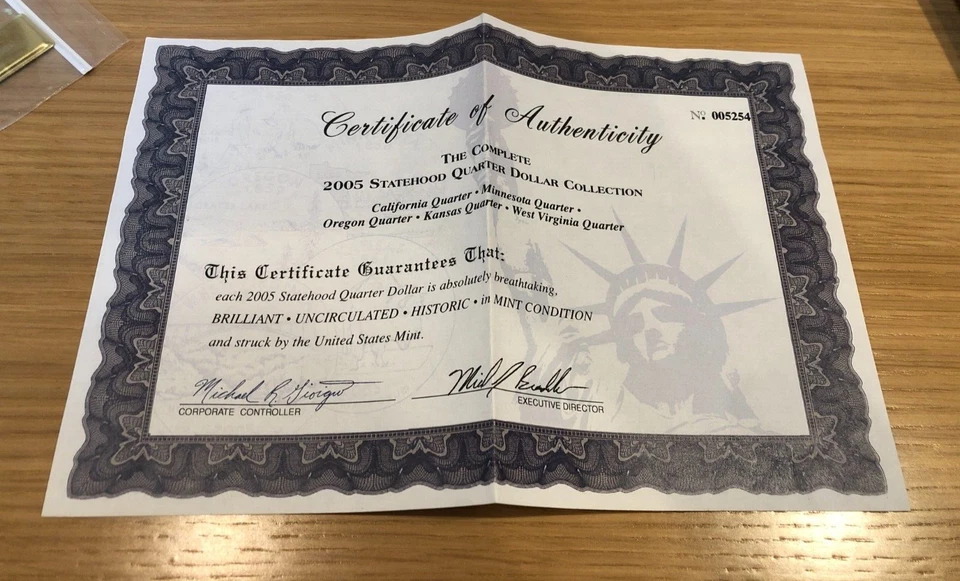 Certificate of Authenticity
Nº 005254
THE COMPLETE
2005 STATEHOOD QUARTER DOLLAR COLLECTION
California Quarter • Minnesota Quarter •
Oregon Quarter • Kansas Quarter • West Virginia Quarter
This Certificate Guarantees That:
each 2005 Statehood Quarter Dollar is absolutely breathtaking,
BRILLIANT • UNCIRCULATED • HISTORIC • in MINT CONDITION
and struck by the United States Mint.
Michael R.
CORPORATE CONTROLLER
EXECUTIVE DIRECTOR